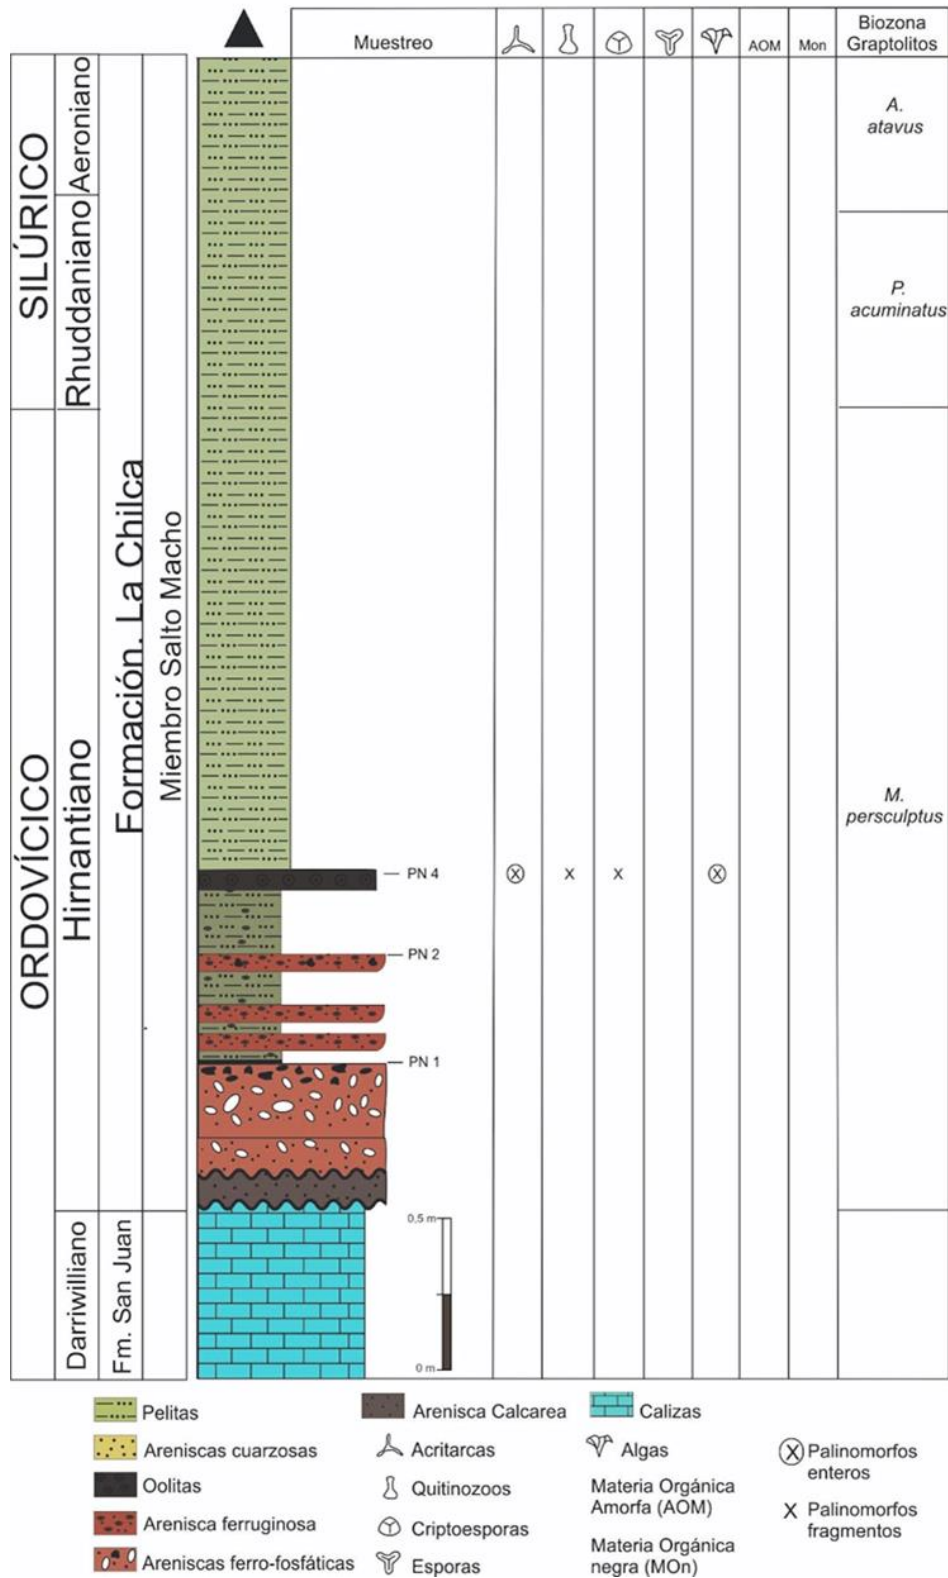 Muestreo
AOM
Mon
Biozona
Graptolitos
SILÚRICO
Aeroniano
Rhuddaniano
A.
atavus
P.
acuminatus
ORDOVÍCICO
Hirnantiano
Formación. La Chilca
Miembro Salto Macho
M.
persculptus
PN 4
X X X X
PN 2
PN 1
Darriwilliano
Fm. San Juan
0,5 m
0 m
Pelitas
Areniscas cuarzosas
Oolitas
Arenisca ferruginosa
Areniscas ferro-fosfáticas
Arenisca Calcarea
Acritarcas
Quitinozoos
Criptoesporas
Esporas
Calizas
Algas
Materia Orgánica
Amorfa (AOM)
Materia Orgánica
negra (MOn)
X Palinomorfos
enteros
X Palinomorfos
fragmentos